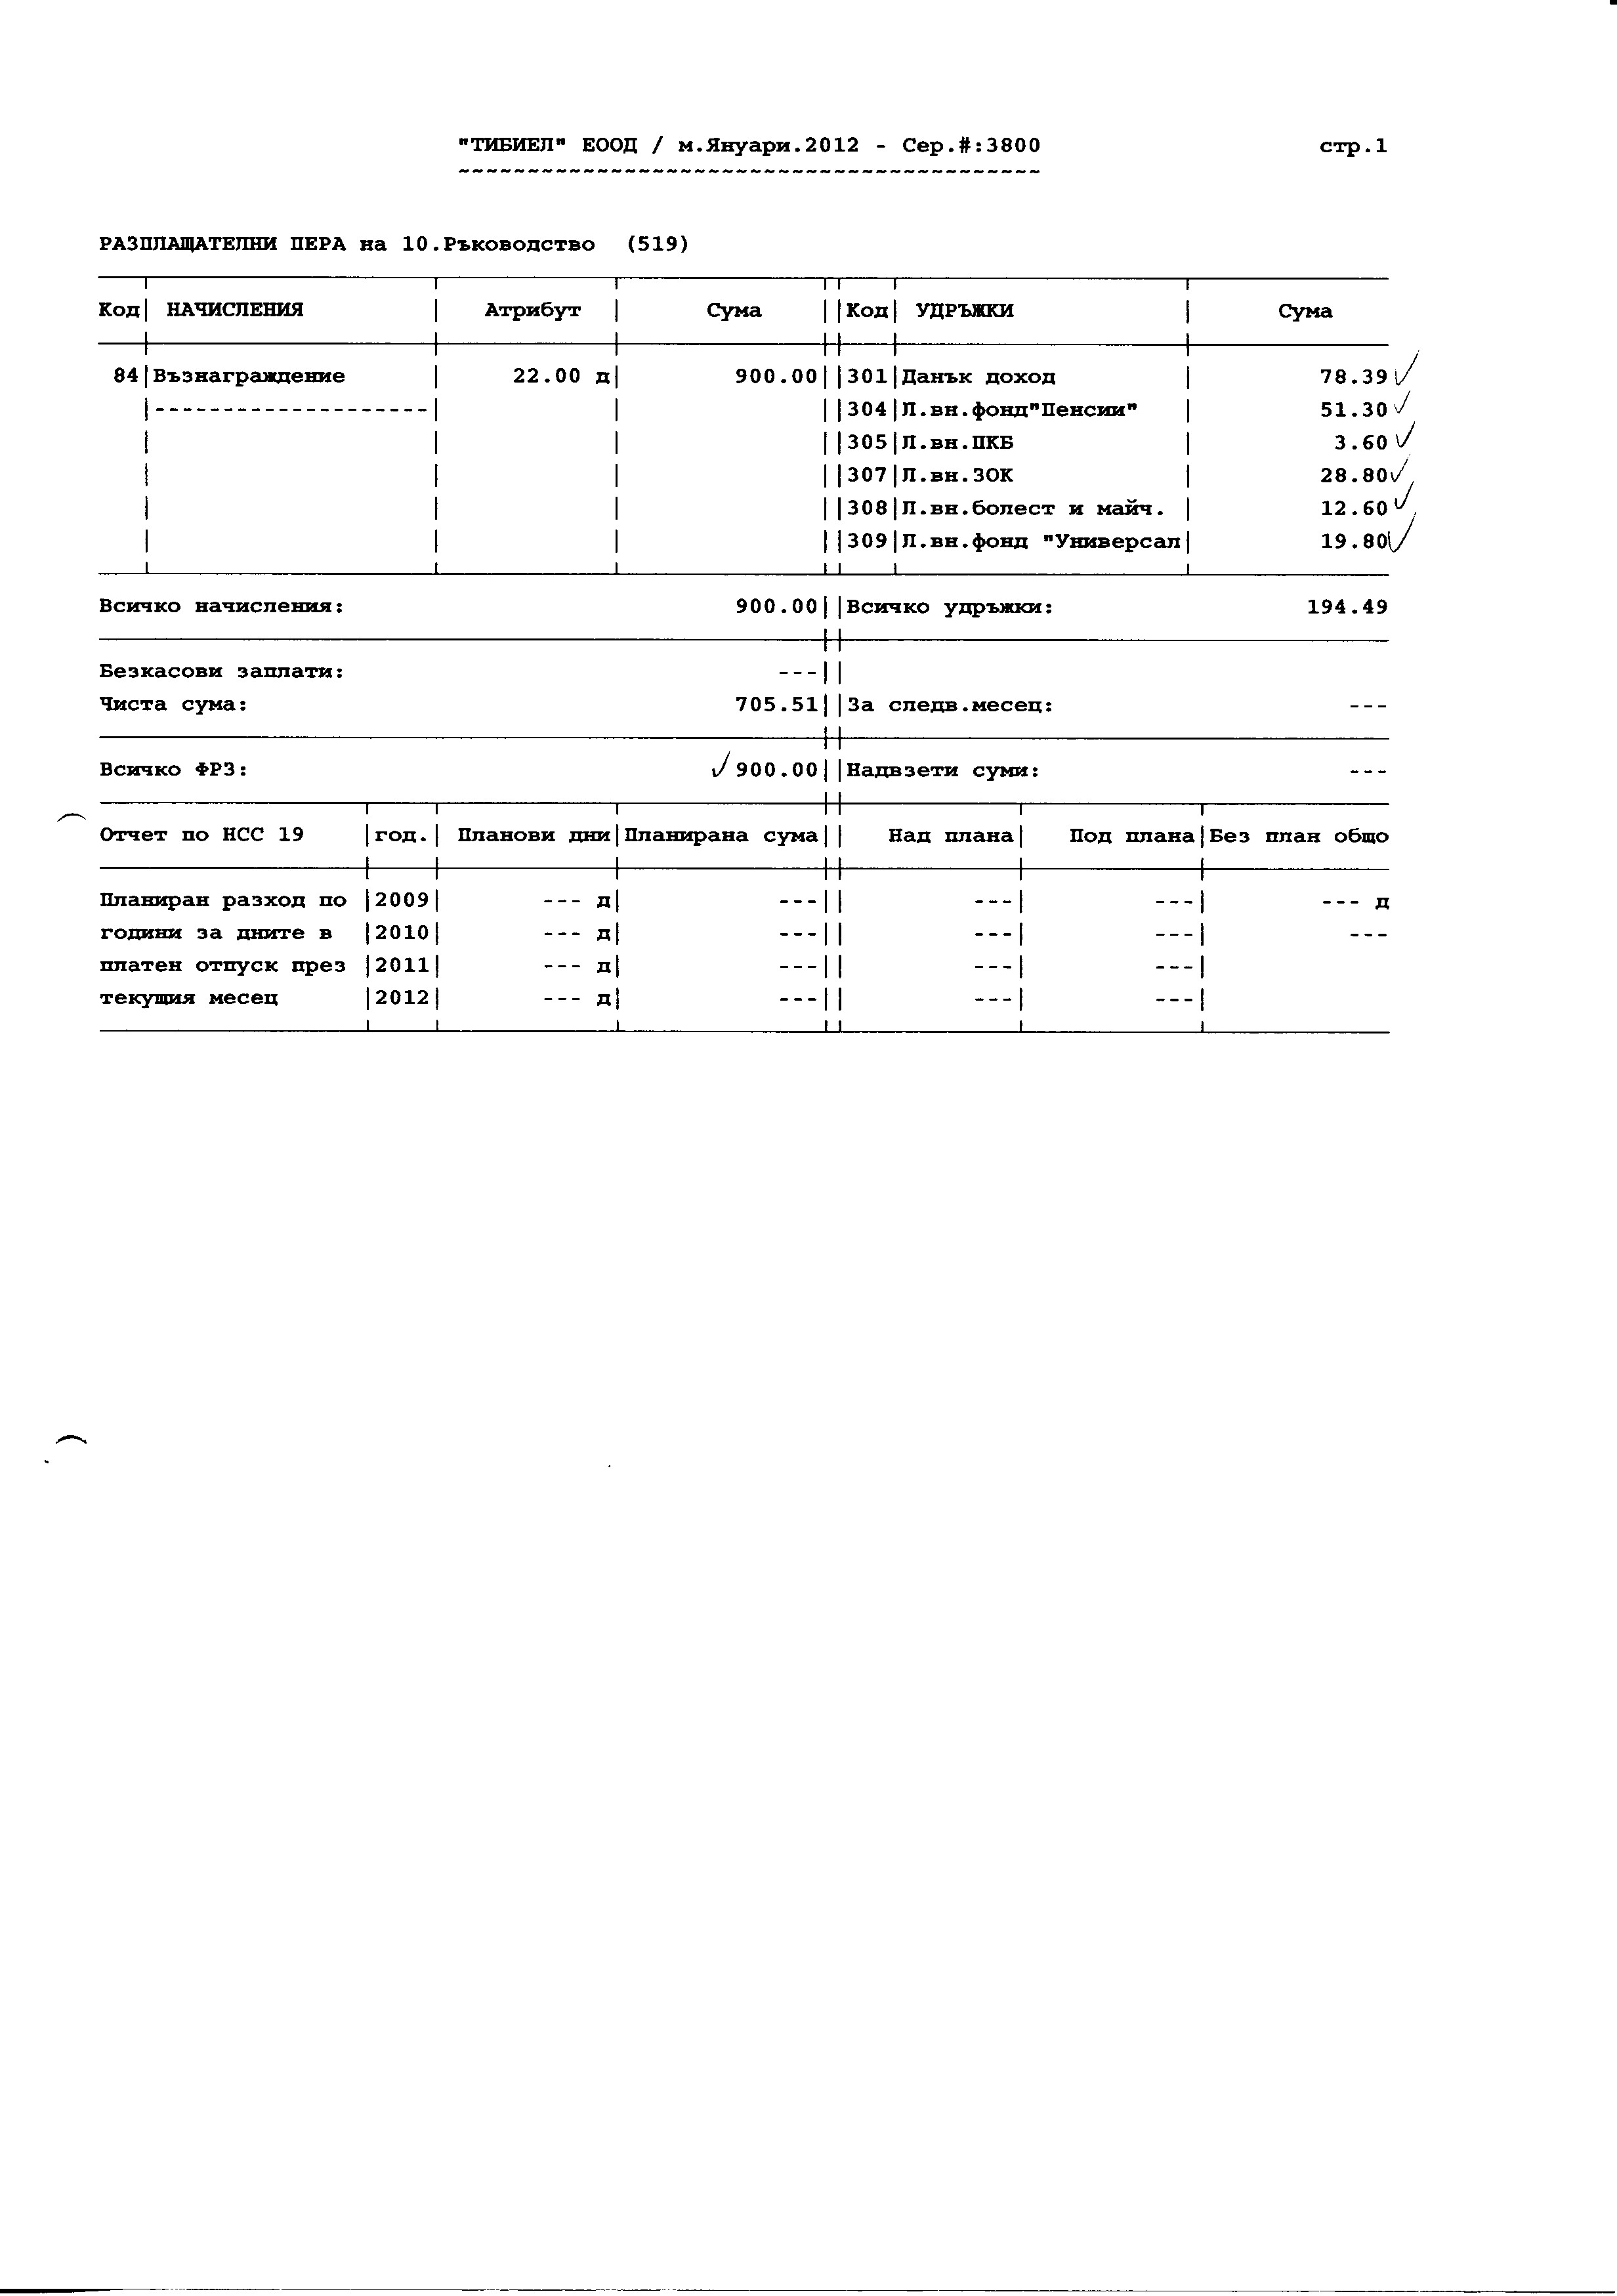 "ТИБИЕЛ" ЕООД / м.Януари.2012 - Сер.#:3800 стр.1
~~~~~~~~~~~~~~~~~~~~~~~~~~~~~~~~~~~~~~~~~~
РАЗПЛАЩАТЕЛНИ ПЕРА на 10.Ръководство (519)
Код| НАЧИСЛЕНИЯ | Атрибут | Сума ||Код| УДРЪЖКИ | Сума
84|Възнаграждение | 22.00 д| 900.00||301|Данък доход | 78.39 ✓
|--------------------| | ||304|Л.вн.фонд"Пенсии" | 51.30 ✓
| | | ||305|Л.вн.ПКБ | 3.60 ✓
| | | ||307|Л.вн.ЗОК | 28.80 ✓
| | | ||308|Л.вн.болест и майч. | 12.60 ✓
| | | ||309|Л.вн.фонд "Универсал| 19.80 ✓
Всичко начисления: 900.00||Всичко удръжки: 194.49
Безкасови заплати: ---||
Чиста сума: 705.51||За следв.месец: ---
Всичко ФРЗ: ✓ 900.00||Надвзети суми: ---
Отчет по НСС 19 |год.| Планови дни|Планирана сума|| Над плана| Под плана|Без план общо
Планиран разход по |2009| --- д| ---|| ---| ---| --- д
години за дните в |2010| --- д| ---|| ---| ---| ---
платен отпуск през |2011| --- д| ---|| ---| ---|
текущия месец |2012| --- д| ---|| ---| ---|